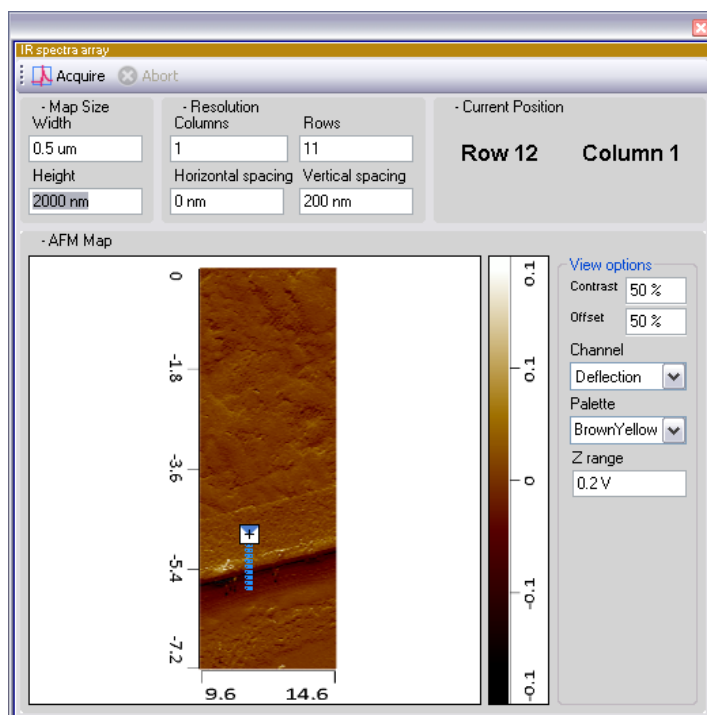 IR spectra array
Acquire Abort
- Map Size
Width
0.5 um
Height
2000 nm
- Resolution
Columns Rows
1 11
Horizontal spacing Vertical spacing
0 nm 200 nm
- Current Position
Row 12 Column 1
- AFM Map
0
-1.8
-3.6
-5.4
-7.2
9.6 14.6
0.1
0.1
0
-0.1
-0.1
View options
Contrast 50 %
Offset 50 %
Channel
Deflection
Palette
BrownYellow
Z range
0.2 V